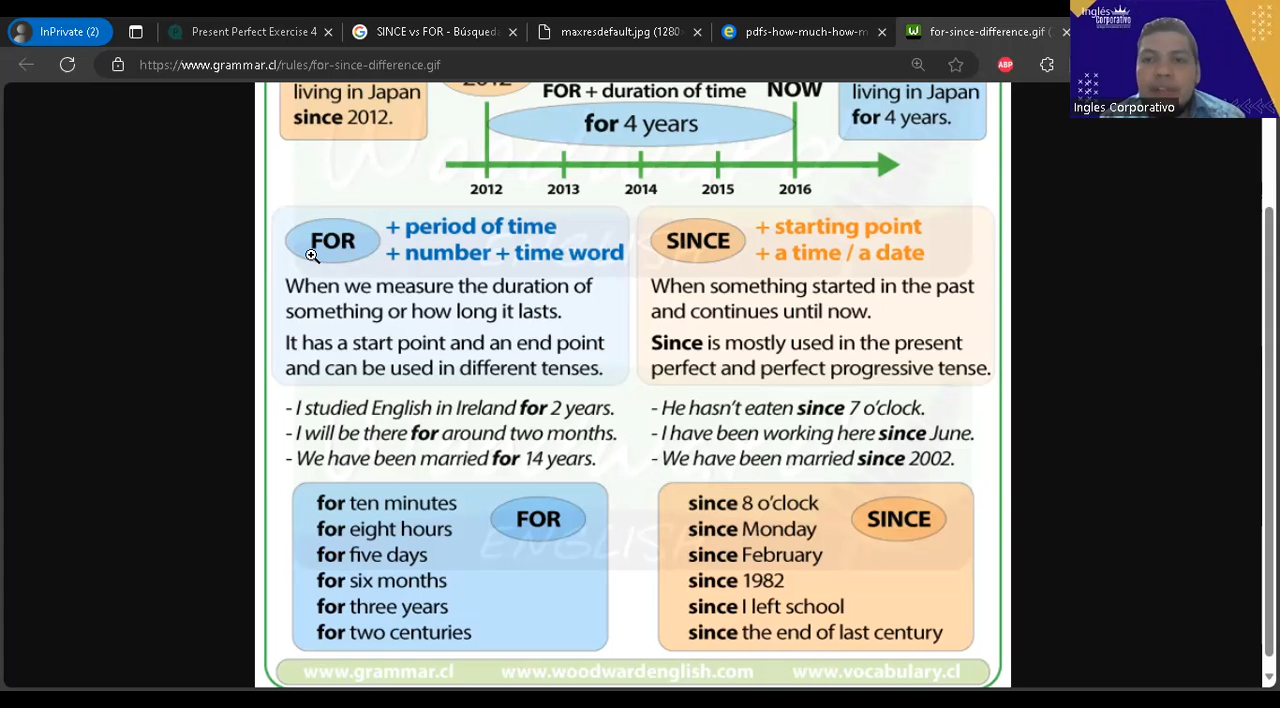 InPrivate (2)
Present Perfect Exercise 4
SINCE vs FOR - Búsqued
maxresdefault.jpg (1280
pdfs-how-much-how-m
for-since-difference.gif (
https://www.grammar.cl/rules/for-since-difference.gif
ABP
Inglés
Corporativo
Ingles Corporativo
living in Japan
since 2012.
2012
FOR + duration of time
NOW
for 4 years
living in Japan
for 4 years.
2012 2013 2014 2015 2016
FOR
+ period of time
+ number + time word
When we measure the duration of
something or how long it lasts.
It has a start point and an end point
and can be used in different tenses.
- I studied English in Ireland for 2 years.
- I will be there for around two months.
- We have been married for 14 years.
SINCE
+ starting point
+ a time / a date
When something started in the past
and continues until now.
Since is mostly used in the present
perfect and perfect progressive tense.
- He hasn't eaten since 7 o'clock.
- I have been working here since June.
- We have been married since 2002.
for ten minutes
for eight hours
for five days
for six months
for three years
for two centuries
FOR
since 8 o'clock
since Monday
since February
since 1982
since I left school
since the end of last century
SINCE
www.grammar.cl www.woodwardenglish.com www.vocabulary.cl